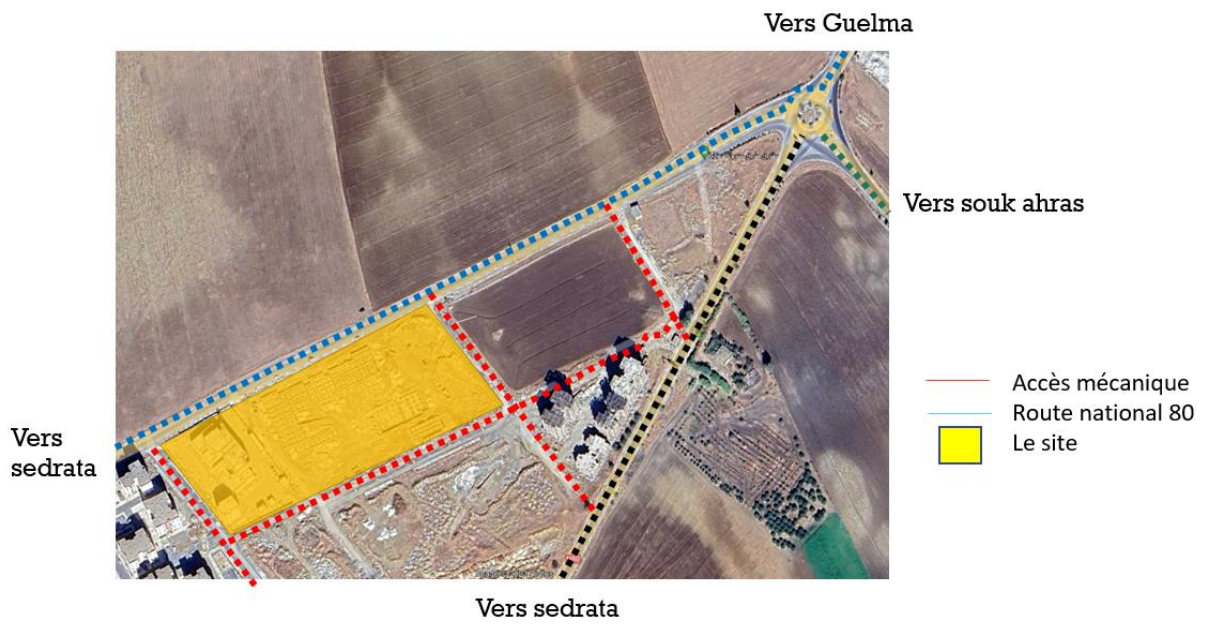 Vers Guelma
Vers souk ahras
Accès mécanique
Route national 80
Le site
Vers
sedrata
Vers sedrata